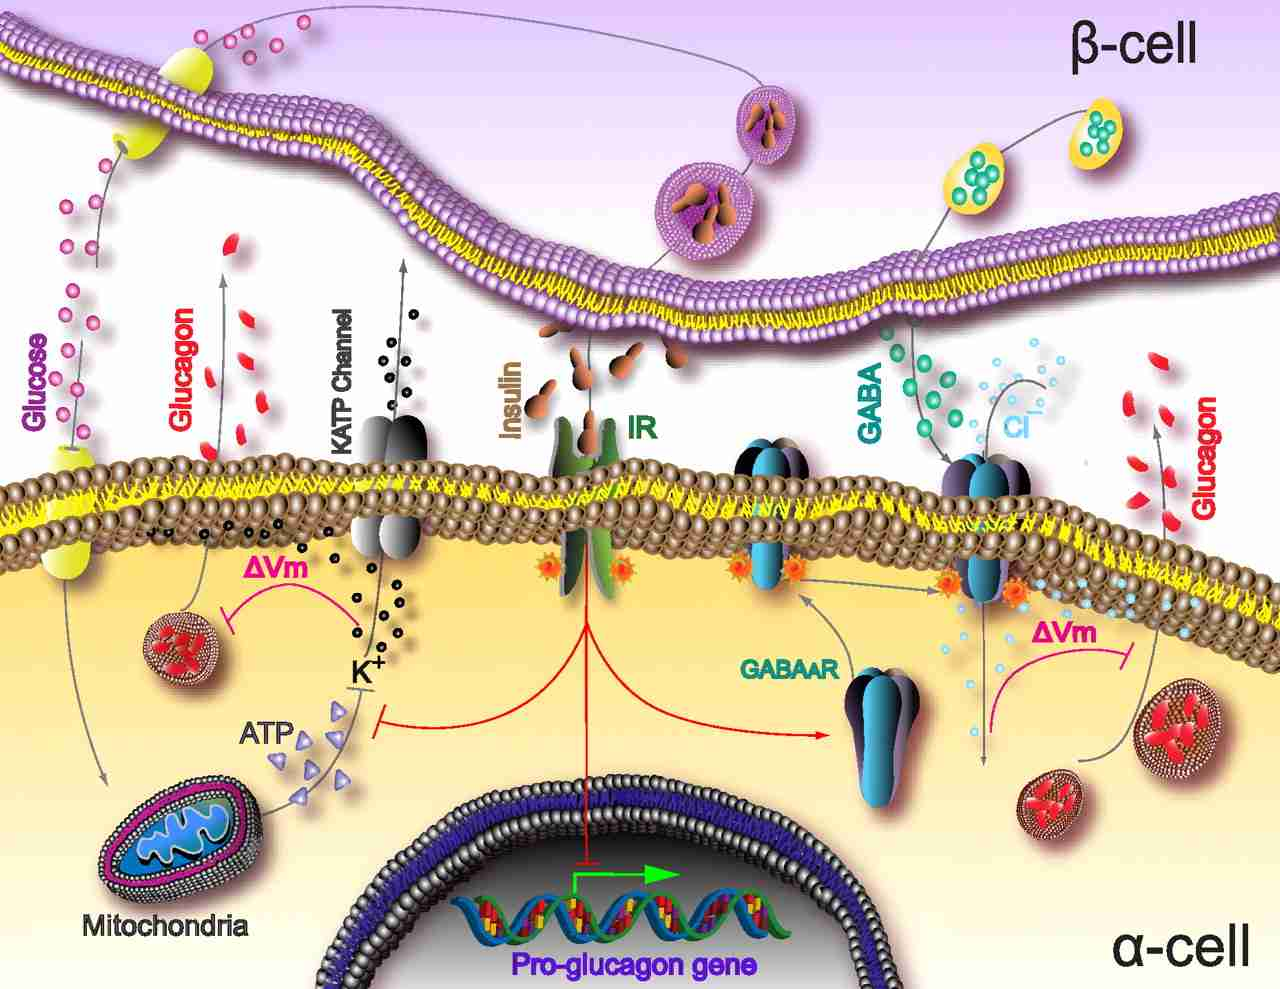 β-cell
Glucose
Glucagon
KATP Channel
Insulin
IR
GABA
Cl⁻
Glucagon
ΔVm
K⁺
ATP
GABAAR
ΔVm
Mitochondria
Pro-glucagon gene
α-cell